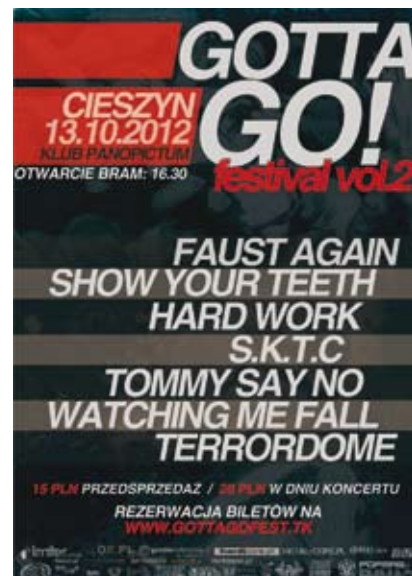 GOTTA
GO!
festival vol.2
CIESZYN
13.10.2012
KLUB PANOPICTUM
OTWARCIE BRAM: 16.30
FAUST AGAIN
SHOW YOUR TEETH
HARD WORK
S.K.T.C
TOMMY SAY NO
WATCHING ME FALL
TERRORDOME
15 PLN PRZEDSPRZEDAŻ / 20 PLN W DNIU KONCERTU
REZERWACJA BILETÓW NA
WWW.GOTTAGOFEST.TK